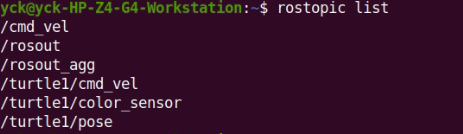 yck@yck-HP-Z4-G4-Workstation:~$ rostopic list
/cmd_vel
/rosout
/rosout_agg
/turtle1/cmd_vel
/turtle1/color_sensor
/turtle1/pose